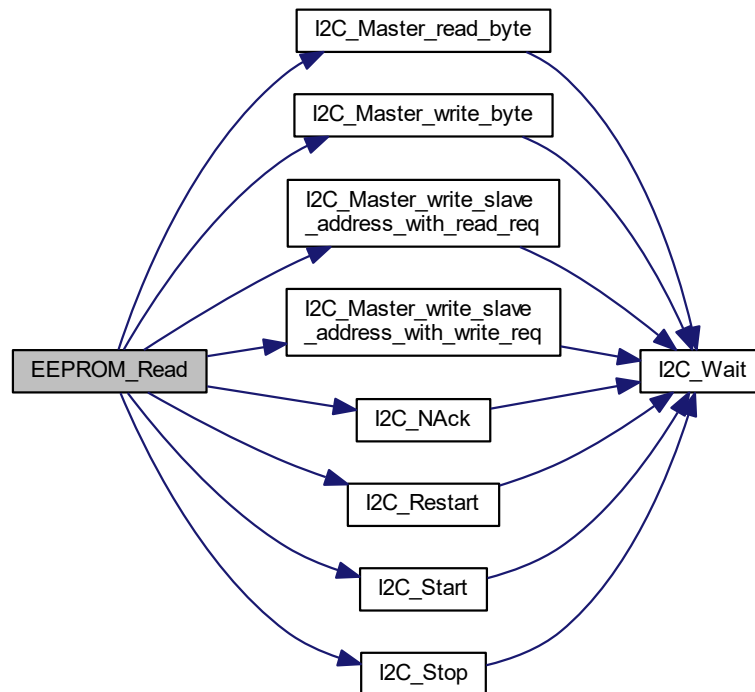 I2C_Master_read_byte
I2C_Master_write_byte
I2C_Master_write_slave
_address_with_read_req
I2C_Master_write_slave
_address_with_write_req
EEPROM_Read
I2C_Wait
I2C_NAck
I2C_Restart
I2C_Start
I2C_Stop